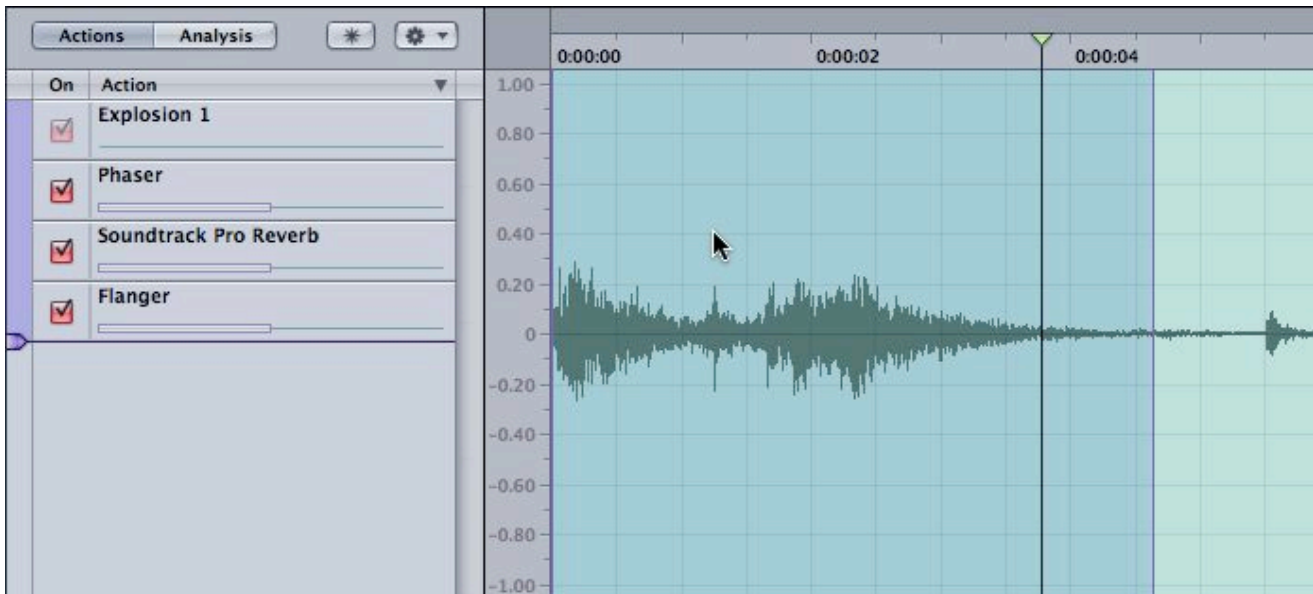 Actions Analysis
On Action
Explosion 1
Phaser
Soundtrack Pro Reverb
Flanger
0:00:00 0:00:02 0:00:04
1.00
0.80
0.60
0.40
0.20
0
-0.20
-0.40
-0.60
-0.80
-1.00